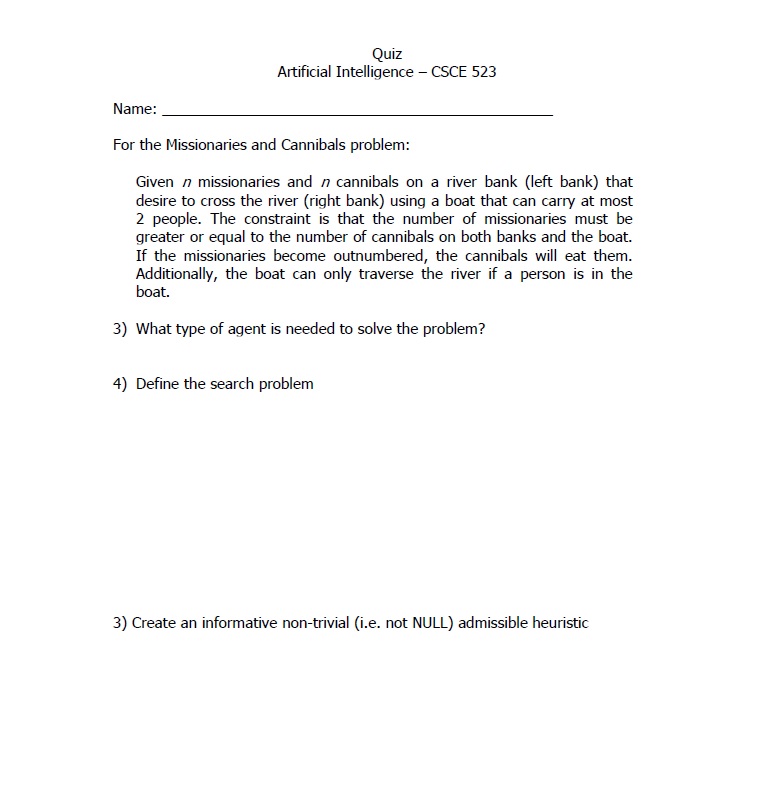 Quiz
Artificial Intelligence – CSCE 523
Name: ______________________________________________
For the Missionaries and Cannibals problem:
Given n missionaries and n cannibals on a river bank (left bank) that
desire to cross the river (right bank) using a boat that can carry at most
2 people. The constraint is that the number of missionaries must be
greater or equal to the number of cannibals on both banks and the boat.
If the missionaries become outnumbered, the cannibals will eat them.
Additionally, the boat can only traverse the river if a person is in the
boat.
3) What type of agent is needed to solve the problem?
4) Define the search problem
3) Create an informative non-trivial (i.e. not NULL) admissible heuristic